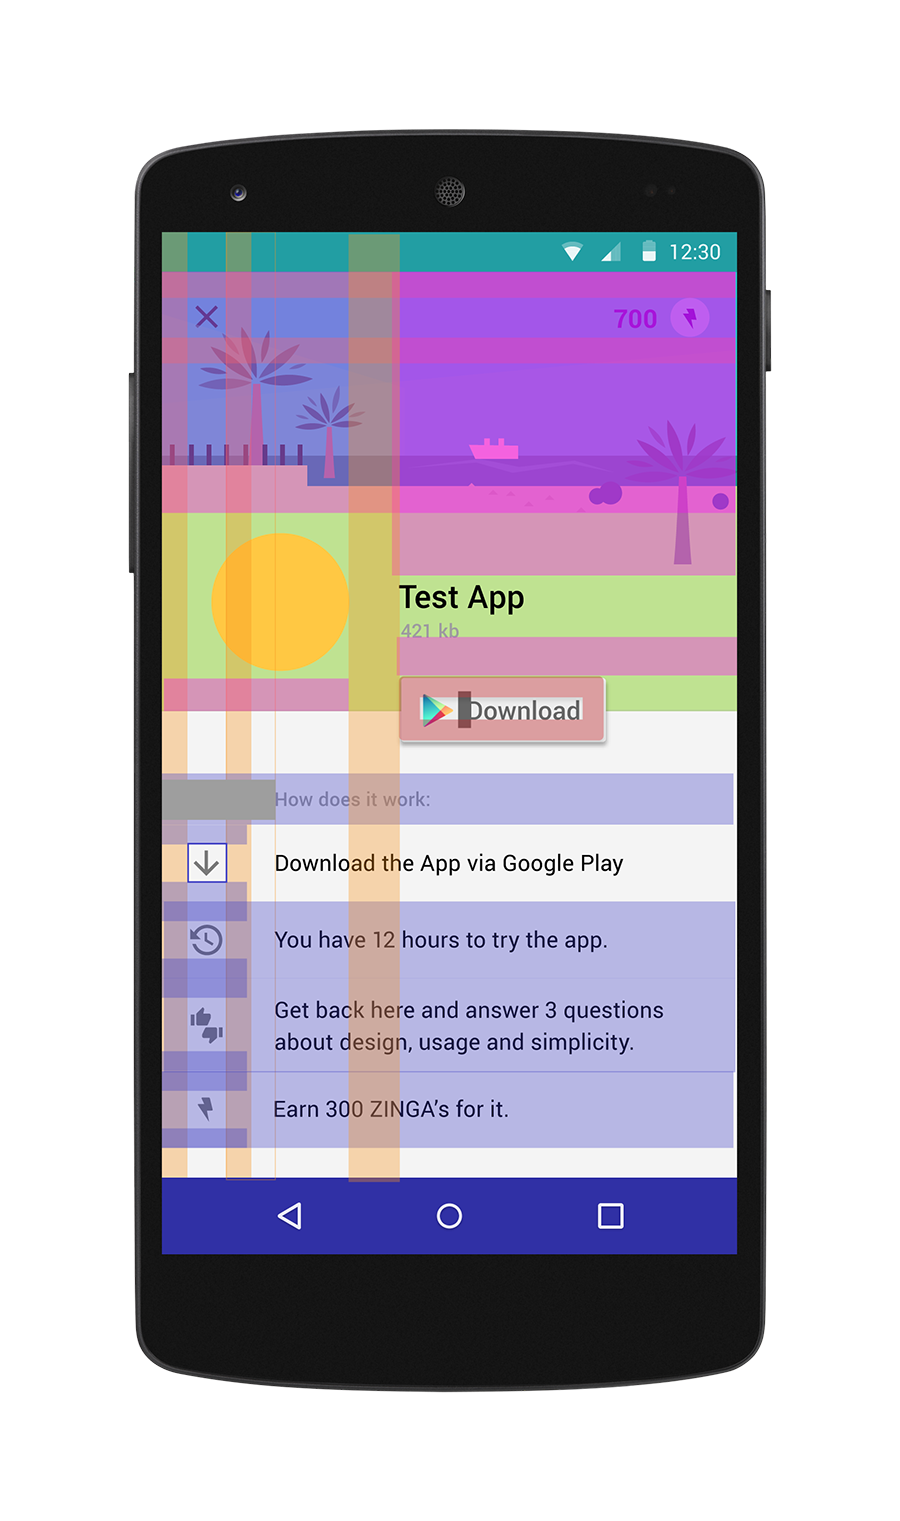 12:30
700
Test App
421 kb
Download
How does it work:
Download the App via Google Play
You have 12 hours to try the app.
Get back here and answer 3 questions
about design, usage and simplicity.
Earn 300 ZINGA’s for it.